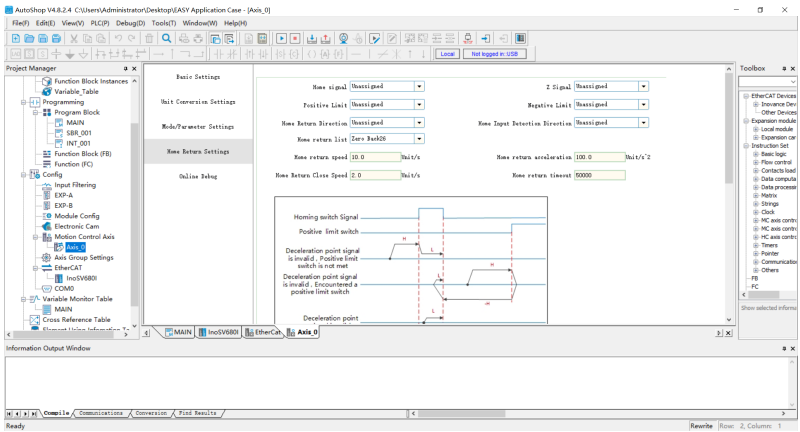 AutoShop V4.8.2.4 C:\Users\Administrator\Desktop\EASY Application Case - [Axis_0]
File(F) Edit(E) View(V) PLC(P) Debug(D) Tools(T) Window(W) Help(H)
Local Not logged in: USB
Project Manager
Function Block Instances
Variable_Table
Programming
Program Block
MAIN
SBR_001
INT_001
Function Block (FB)
Function (FC)
Config
Input Filtering
EXP-A
EXP-B
Module Config
Electronic Cam
Motion Control Axis
Axis_0
Axis Group Settings
EtherCAT
InoSV680I
COM0
Variable Monitor Table
MAIN
Cross Reference Table
Element Using Information T
Basic Settings
Unit Conversion Settings
Mode/Parameter Settings
Home Return Settings
Online Debug
Home signal Unassigned Z Signal Unassigned
Positive Limit Unassigned Negative Limit Unassigned
Home Return Direction Unassigned Home Input Detection Direction Unassigned
Home return list Zero Back26
Home return speed 10.0 Unit/s Home return acceleration 100.0 Unit/s^2
Home Return Close Speed 2.0 Unit/s Home return timeout 50000
Homing switch Signal
Positive limit switch
H
Deceleration point signal
is invalid . Positive limit
switch is not met
L
Deceleration point signal
is invalid . Encountered a
positive limit switch
L
H
-H
Deceleration point
L
MAIN InoSV680I EtherCat Axis_0
Toolbox
EtherCAT Devices
Inovance Dev
Other Devices
Expansion module
Local module
Expansion car
Instruction Set
Basic logic
Flow control
Contacts load
Data computa
Data processe
Matrix
Strings
Clock
MC axis contro
MC axis contro
HC axis contro
Timers
Pointer
Communicatio
Others
FB
FC
Show selected informa
Information Output Window
Compile Communications Conversion Find Results
Ready Rewrite Row: 2, Column: 1